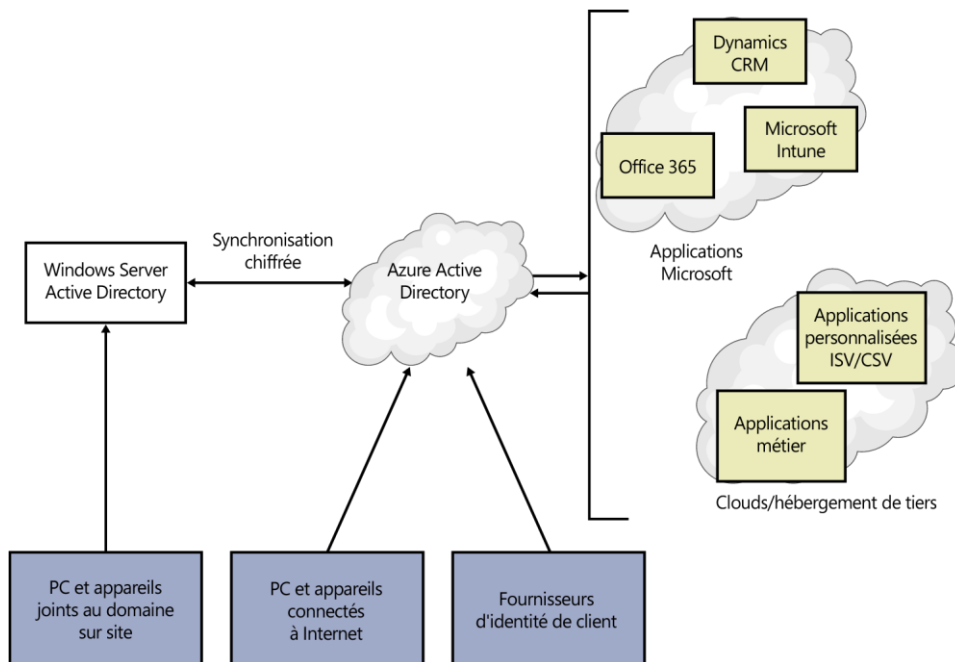 Dynamics
CRM
Microsoft
Intune
Office 365
Applications
Microsoft
Synchronisation
chiffrée
Windows Server
Active Directory
Azure Active
Directory
Applications
personnalisées
ISV/CSV
Applications
métier
Clouds/hébergement de tiers
PC et appareils
joints au domaine
sur site
PC et appareils
connectés
à Internet
Fournisseurs
d'identité de client